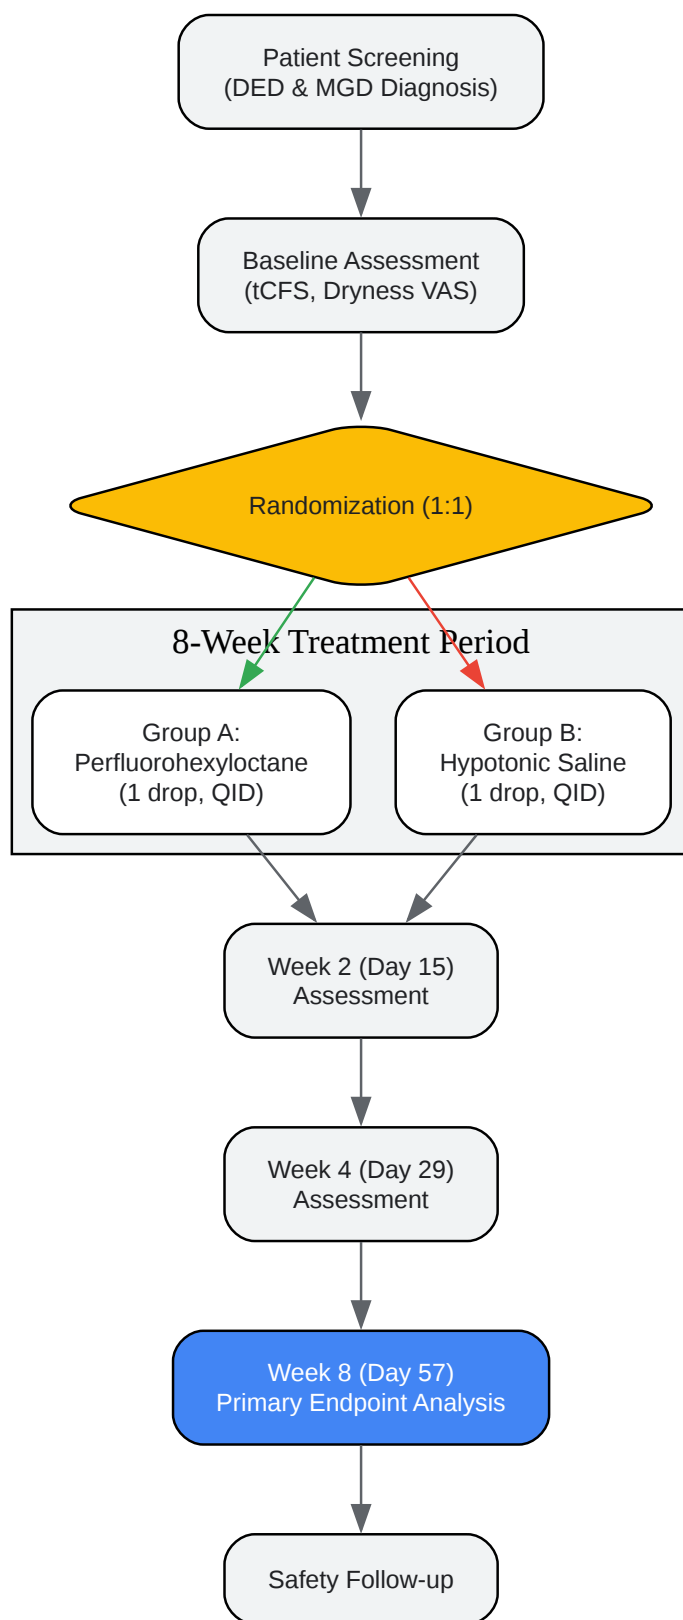 Patient Screening
(DED & MGD Diagnosis)
Baseline Assessment
(tCFS, Dryness VAS)
Randomization (1:1)
8-Week Treatment Period
Group A:
Perfluorohexyloctane
(1 drop, QID)
Group B:
Hypotonic Saline
(1 drop, QID)
Week 2 (Day 15)
Assessment
Week 4 (Day 29)
Assessment
Week 8 (Day 57)
Primary Endpoint Analysis
Safety Follow-up